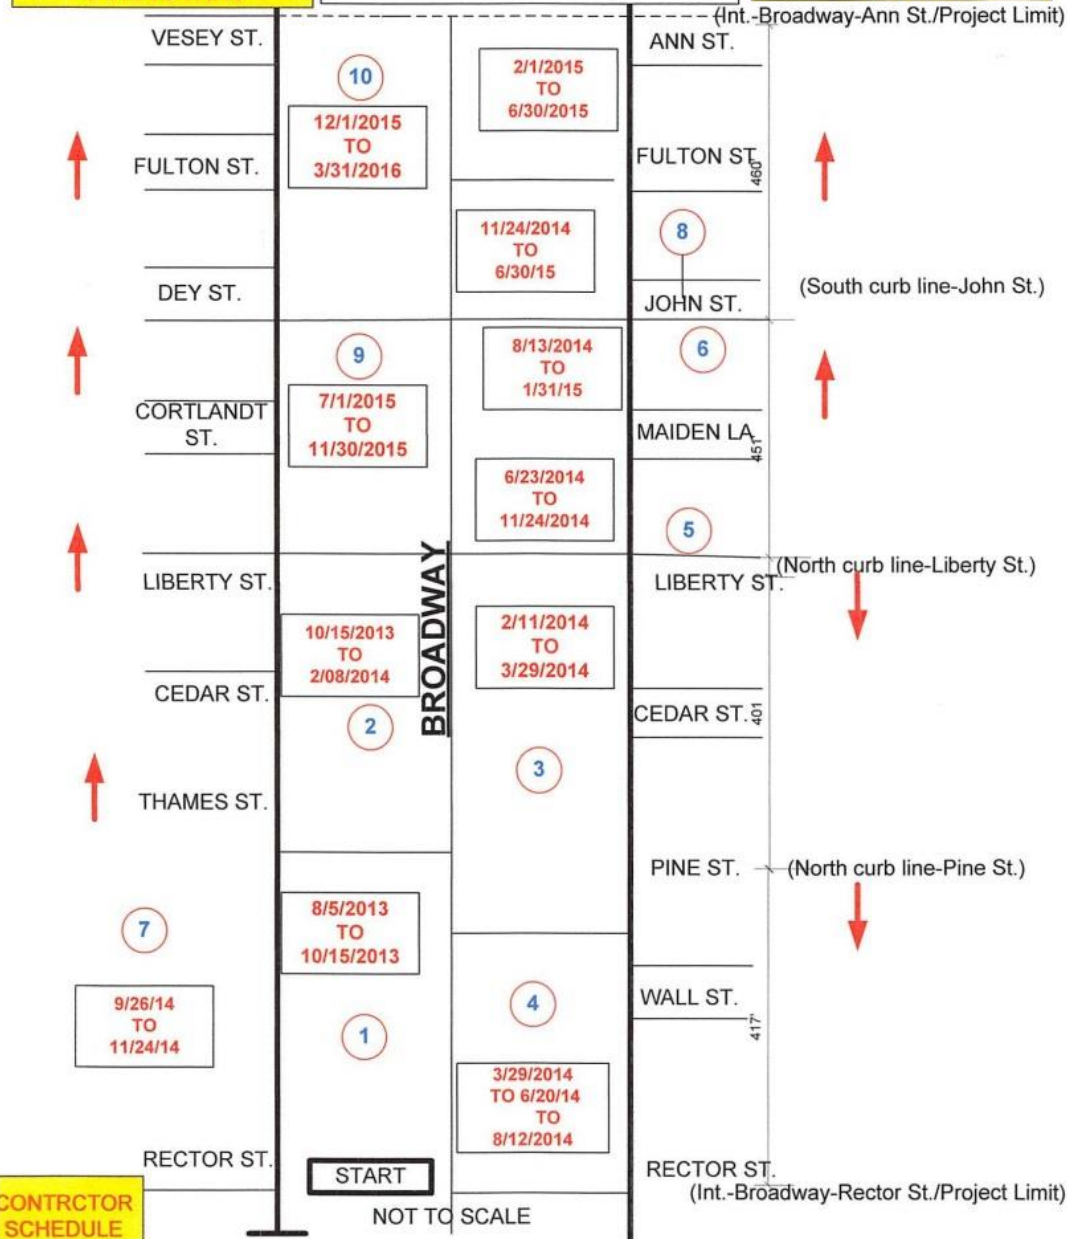 (Int.-Broadway-Ann St./Project Limit)
VESEY ST.
ANN ST.
10
2/1/2015
TO
6/30/2015
12/1/2015
TO
3/31/2016
FULTON ST.
FULTON ST
460'
11/24/2014
TO
6/30/15
8
DEY ST.
(South curb line-John St.)
JOHN ST.
9
8/13/2014
TO
1/31/15
6
7/1/2015
TO
11/30/2015
CORTLANDT
ST.
MAIDEN LA
451'
6/23/2014
TO
11/24/2014
5
BROADWAY
(North curb line-Liberty St.)
LIBERTY ST.
LIBERTY ST.
10/15/2013
TO
2/08/2014
2/11/2014
TO
3/29/2014
CEDAR ST.
CEDAR ST.
401
2
3
THAMES ST.
PINE ST.
(North curb line-Pine St.)
7
8/5/2013
TO
10/15/2013
9/26/14
TO
11/24/14
4
WALL ST.
417'
1
3/29/2014
TO 6/20/14
TO
8/12/2014
RECTOR ST.
START
RECTOR ST.
(Int.-Broadway-Rector St./Project Limit)
CONTRCTOR
SCHEDULE
NOT TO SCALE